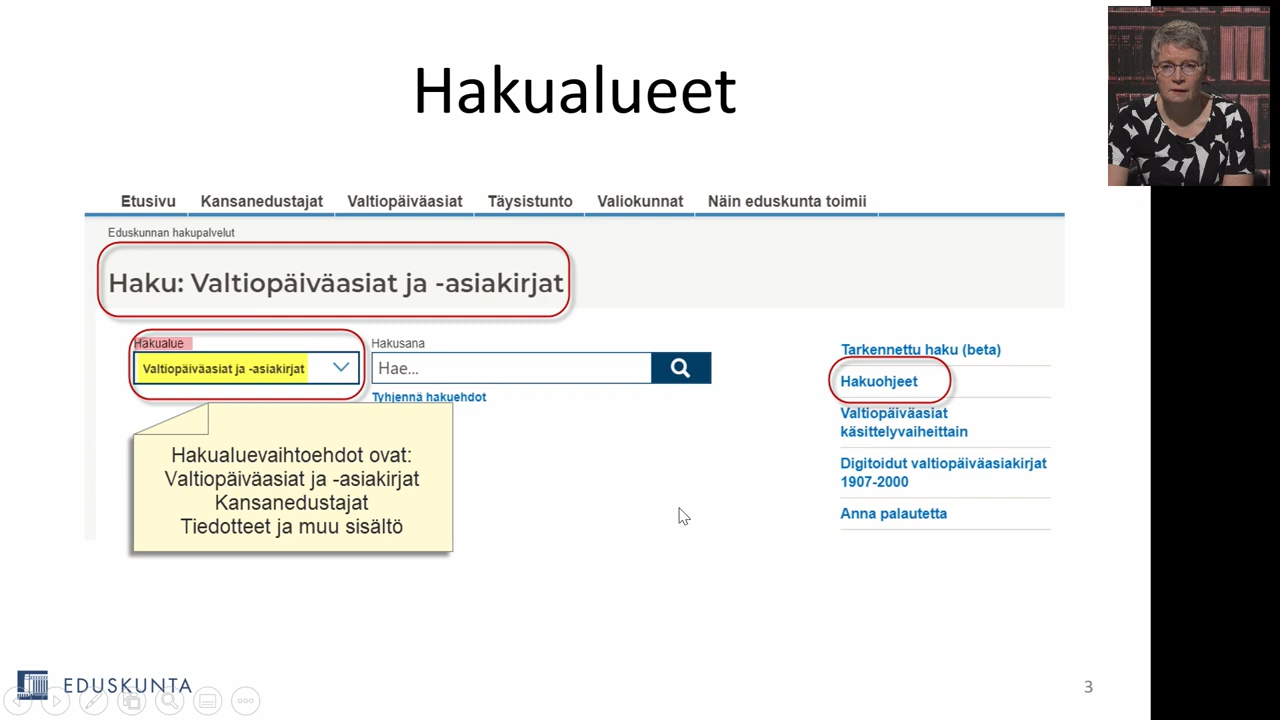 Hakualueet
Etusivu Kansanedustajat Valtiopäiväasiat Täysistunto Valiokunnat Näin eduskunta toimii
Eduskunnan hakupalvelut
Haku: Valtiopäiväasiat ja -asiakirjat
Hakualue
Valtiopäiväasiat ja -asiakirjat
Hakusana
Hae...
Tyhjennä hakuehdot
Hakualuevaihtoehdot ovat:
Valtiopäiväasiat ja -asiakirjat
Kansanedustajat
Tiedotteet ja muu sisältö
Tarkennettu haku (beta)
Hakuohjeet
Valtiopäiväasiat
käsittelyvaiheittain
Digitoidut valtiopäiväasiakirjat
1907-2000
Anna palautetta
EDUSKUNTA
3